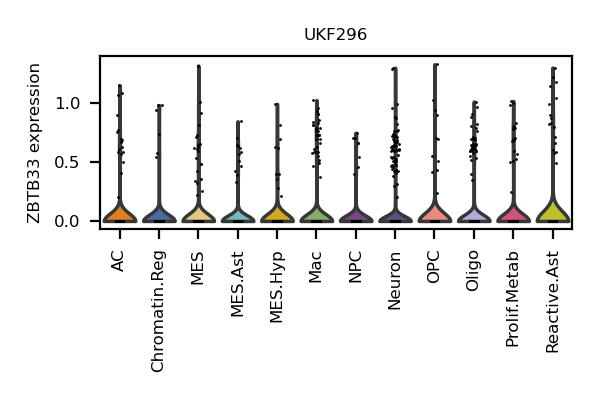 UKF296
ZBTB33 expression
1.0
0.5
0.0
AC
Chromatin.Reg
MES
MES.Ast
MES.Hyp
Mac
NPC
Neuron
OPC
Oligo
Prolif.Metab
Reactive.Ast